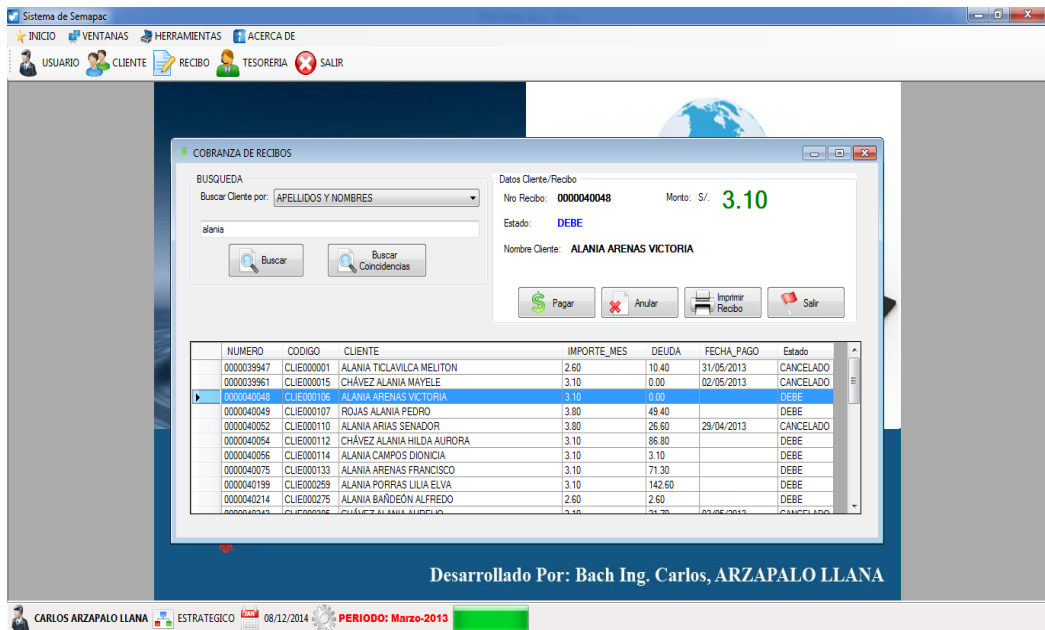 Sistema de Semapac
INICIO VENTANAS HERRAMIENTAS ACERCA DE
USUARIO CLIENTE RECIBO TESORERIA SALIR
COBRANZA DE RECIBOS
BUSQUEDA
Buscar Cliente por: APELLIDOS Y NOMBRES
alania
Buscar
Buscar Coincidencias
Datos Cliente/Recibo
Nro Recibo: 0000040048 Monto: S/. 3.10
Estado: DEBE
Nombre Cliente: ALANIA ARENAS VICTORIA
Pagar Anular Imprimir Recibo Salir
NUMERO CODIGO CLIENTE IMPORTE_MES DEUDA FECHA_PAGO Estado
0000039947 CLIE000001 ALANIA TICLAVILCA MELITON 2.60 10.40 31/05/2013 CANCELADO
0000039961 CLIE000015 CHÁVEZ ALANIA MAYELE 3.10 0.00 02/05/2013 CANCELADO
0000040048 CLIE000106 ALANIA ARENAS VICTORIA 3.10 0.00 DEBE
0000040049 CLIE000107 ROJAS ALANIA PEDRO 3.80 49.40 DEBE
0000040052 CLIE000110 ALANIA ARIAS SENADOR 3.80 26.60 29/04/2013 CANCELADO
0000040054 CLIE000112 CHÁVEZ ALANIA HILDA AURORA 3.10 86.80 DEBE
0000040056 CLIE000114 ALANIA CAMPOS DIONICIA 3.10 3.10 DEBE
0000040075 CLIE000133 ALANIA ARENAS FRANCISCO 3.10 71.30 DEBE
0000040199 CLIE000259 ALANIA PORRAS LILIA ELVA 3.10 142.60 DEBE
0000040214 CLIE000275 ALANIA BAÑDEÓN ALFREDO 2.60 2.60 DEBE
CHÁVEZ ALANIA AURELIO 3.10 CANCELADO
Desarrollado Por: Bach Ing. Carlos, ARZAPALO LLANA
CARLOS ARZAPALO LLANA ESTRATEGICO 08/12/2014 PERIODO: Marzo-2013